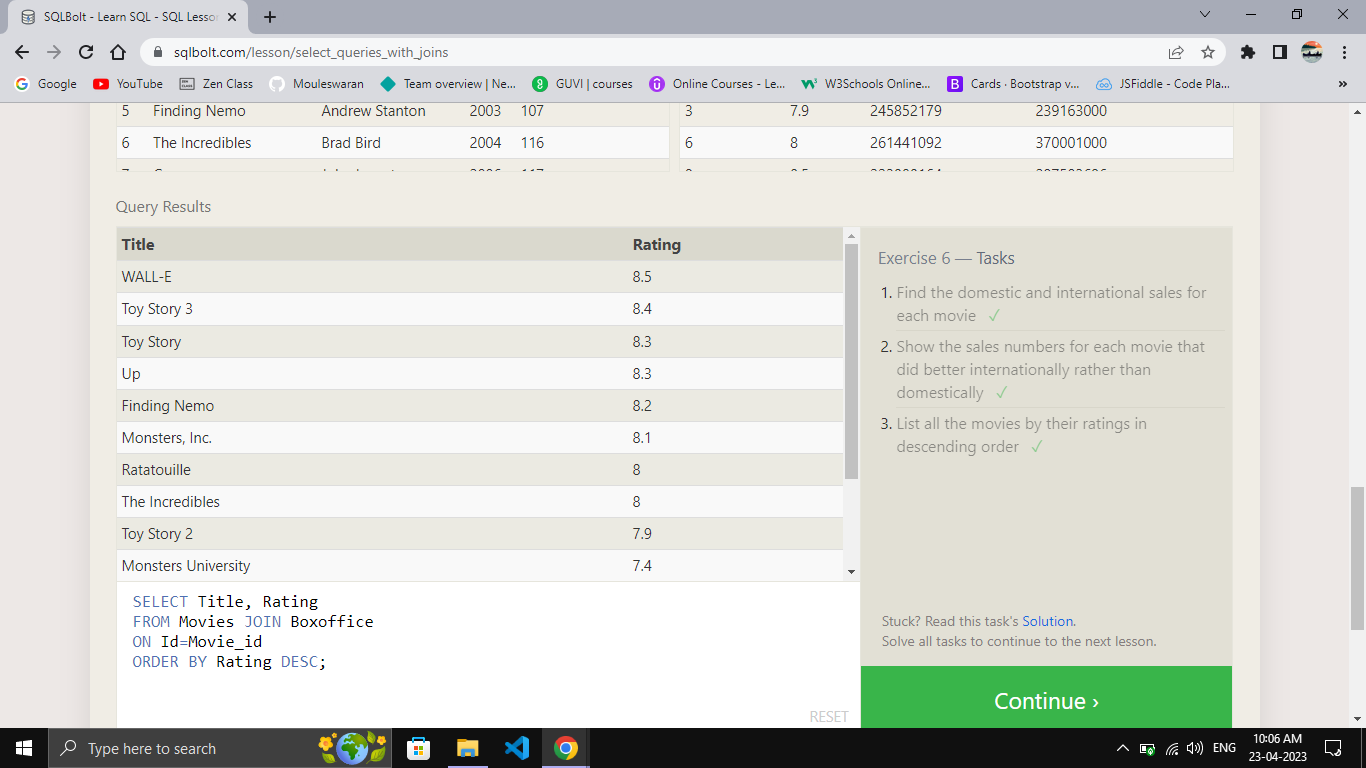 SQLBolt - Learn SQL - SQL Lesson
sqlbolt.com/lesson/select_queries_with_joins
Google YouTube Zen Class Mouleswaran Team overview | Ne... GUVI | courses Online Courses - Le... W3Schools Online... Cards · Bootstrap v... JSFiddle - Code Pla... »
5 Finding Nemo Andrew Stanton 2003 107 3 7.9 245852179 239163000
6 The Incredibles Brad Bird 2004 116 6 8 261441092 370001000
Query Results
Title Rating
WALL-E 8.5
Toy Story 3 8.4
Toy Story 8.3
Up 8.3
Finding Nemo 8.2
Monsters, Inc. 8.1
Ratatouille 8
The Incredibles 8
Toy Story 2 7.9
Monsters University 7.4
SELECT Title, Rating
FROM Movies JOIN Boxoffice
ON Id=Movie_id
ORDER BY Rating DESC;
RESET
Exercise 6 — Tasks
1. Find the domestic and international sales for
each movie ✓
2. Show the sales numbers for each movie that
did better internationally rather than
domestically ✓
3. List all the movies by their ratings in
descending order ✓
Stuck? Read this task's Solution.
Solve all tasks to continue to the next lesson.
Continue ›
Type here to search
ENG
10:06 AM
23-04-2023